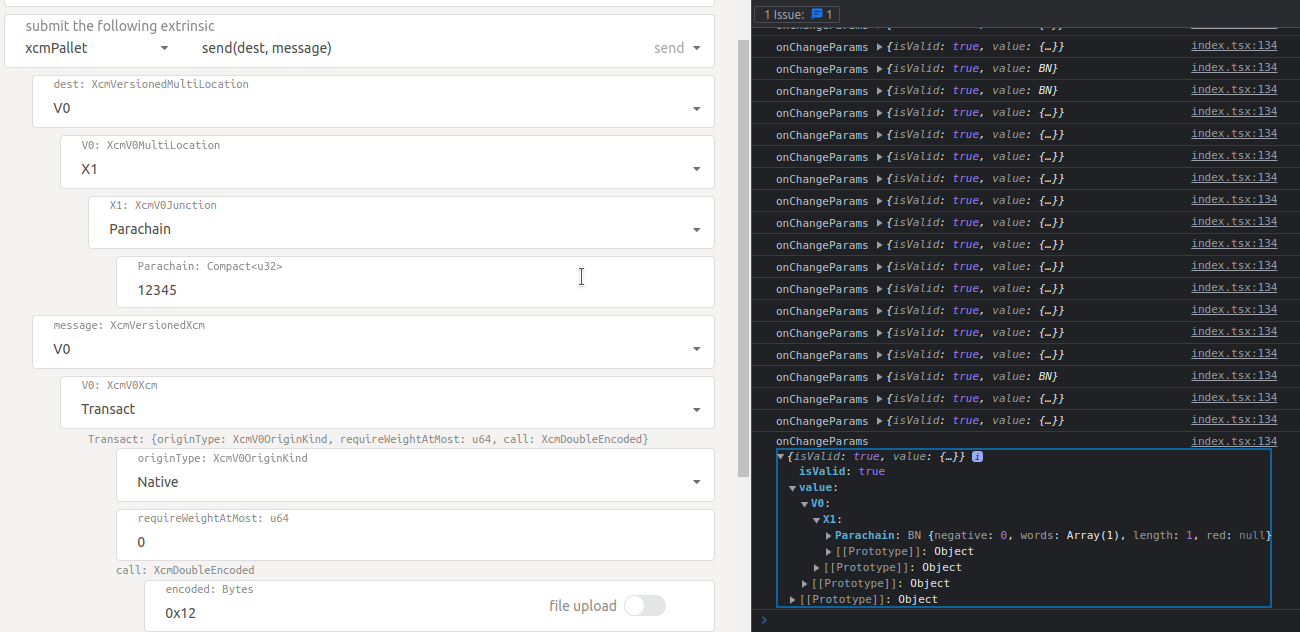 submit the following extrinsic
xcmPallet send(dest, message) send
dest: XcmVersionedMultiLocation
V0
V0: XcmV0MultiLocation
X1
X1: XcmV0Junction
Parachain
Parachain: Compact<u32>
12345
message: XcmVersionedXcm
V0
V0: XcmV0Xcm
Transact
Transact: {originType: XcmV0OriginKind, requireWeightAtMost: u64, call: XcmDoubleEncoded}
originType: XcmV0OriginKind
Native
requireWeightAtMost: u64
0
call: XcmDoubleEncoded
encoded: Bytes
0x12 file upload
1 Issue: 1
onChangeParams {isValid: true, value: {…}} index.tsx:134
onChangeParams {isValid: true, value: BN} index.tsx:134
onChangeParams {isValid: true, value: BN} index.tsx:134
onChangeParams {isValid: true, value: {…}} index.tsx:134
onChangeParams {isValid: true, value: {…}} index.tsx:134
onChangeParams {isValid: true, value: {…}} index.tsx:134
onChangeParams {isValid: true, value: {…}} index.tsx:134
onChangeParams {isValid: true, value: {…}} index.tsx:134
onChangeParams {isValid: true, value: {…}} index.tsx:134
onChangeParams {isValid: true, value: {…}} index.tsx:134
onChangeParams {isValid: true, value: {…}} index.tsx:134
onChangeParams {isValid: true, value: {…}} index.tsx:134
onChangeParams {isValid: true, value: {…}} index.tsx:134
onChangeParams {isValid: true, value: {…}} index.tsx:134
onChangeParams {isValid: true, value: {…}} index.tsx:134
onChangeParams {isValid: true, value: BN} index.tsx:134
onChangeParams {isValid: true, value: {…}} index.tsx:134
onChangeParams {isValid: true, value: {…}} index.tsx:134
onChangeParams index.tsx:134
{isValid: true, value: {…}} i
isValid: true
value:
V0:
X1:
Parachain: BN {negative: 0, words: Array(1), length: 1, red: null}
[[Prototype]]: Object
[[Prototype]]: Object
[[Prototype]]: Object
[[Prototype]]: Object